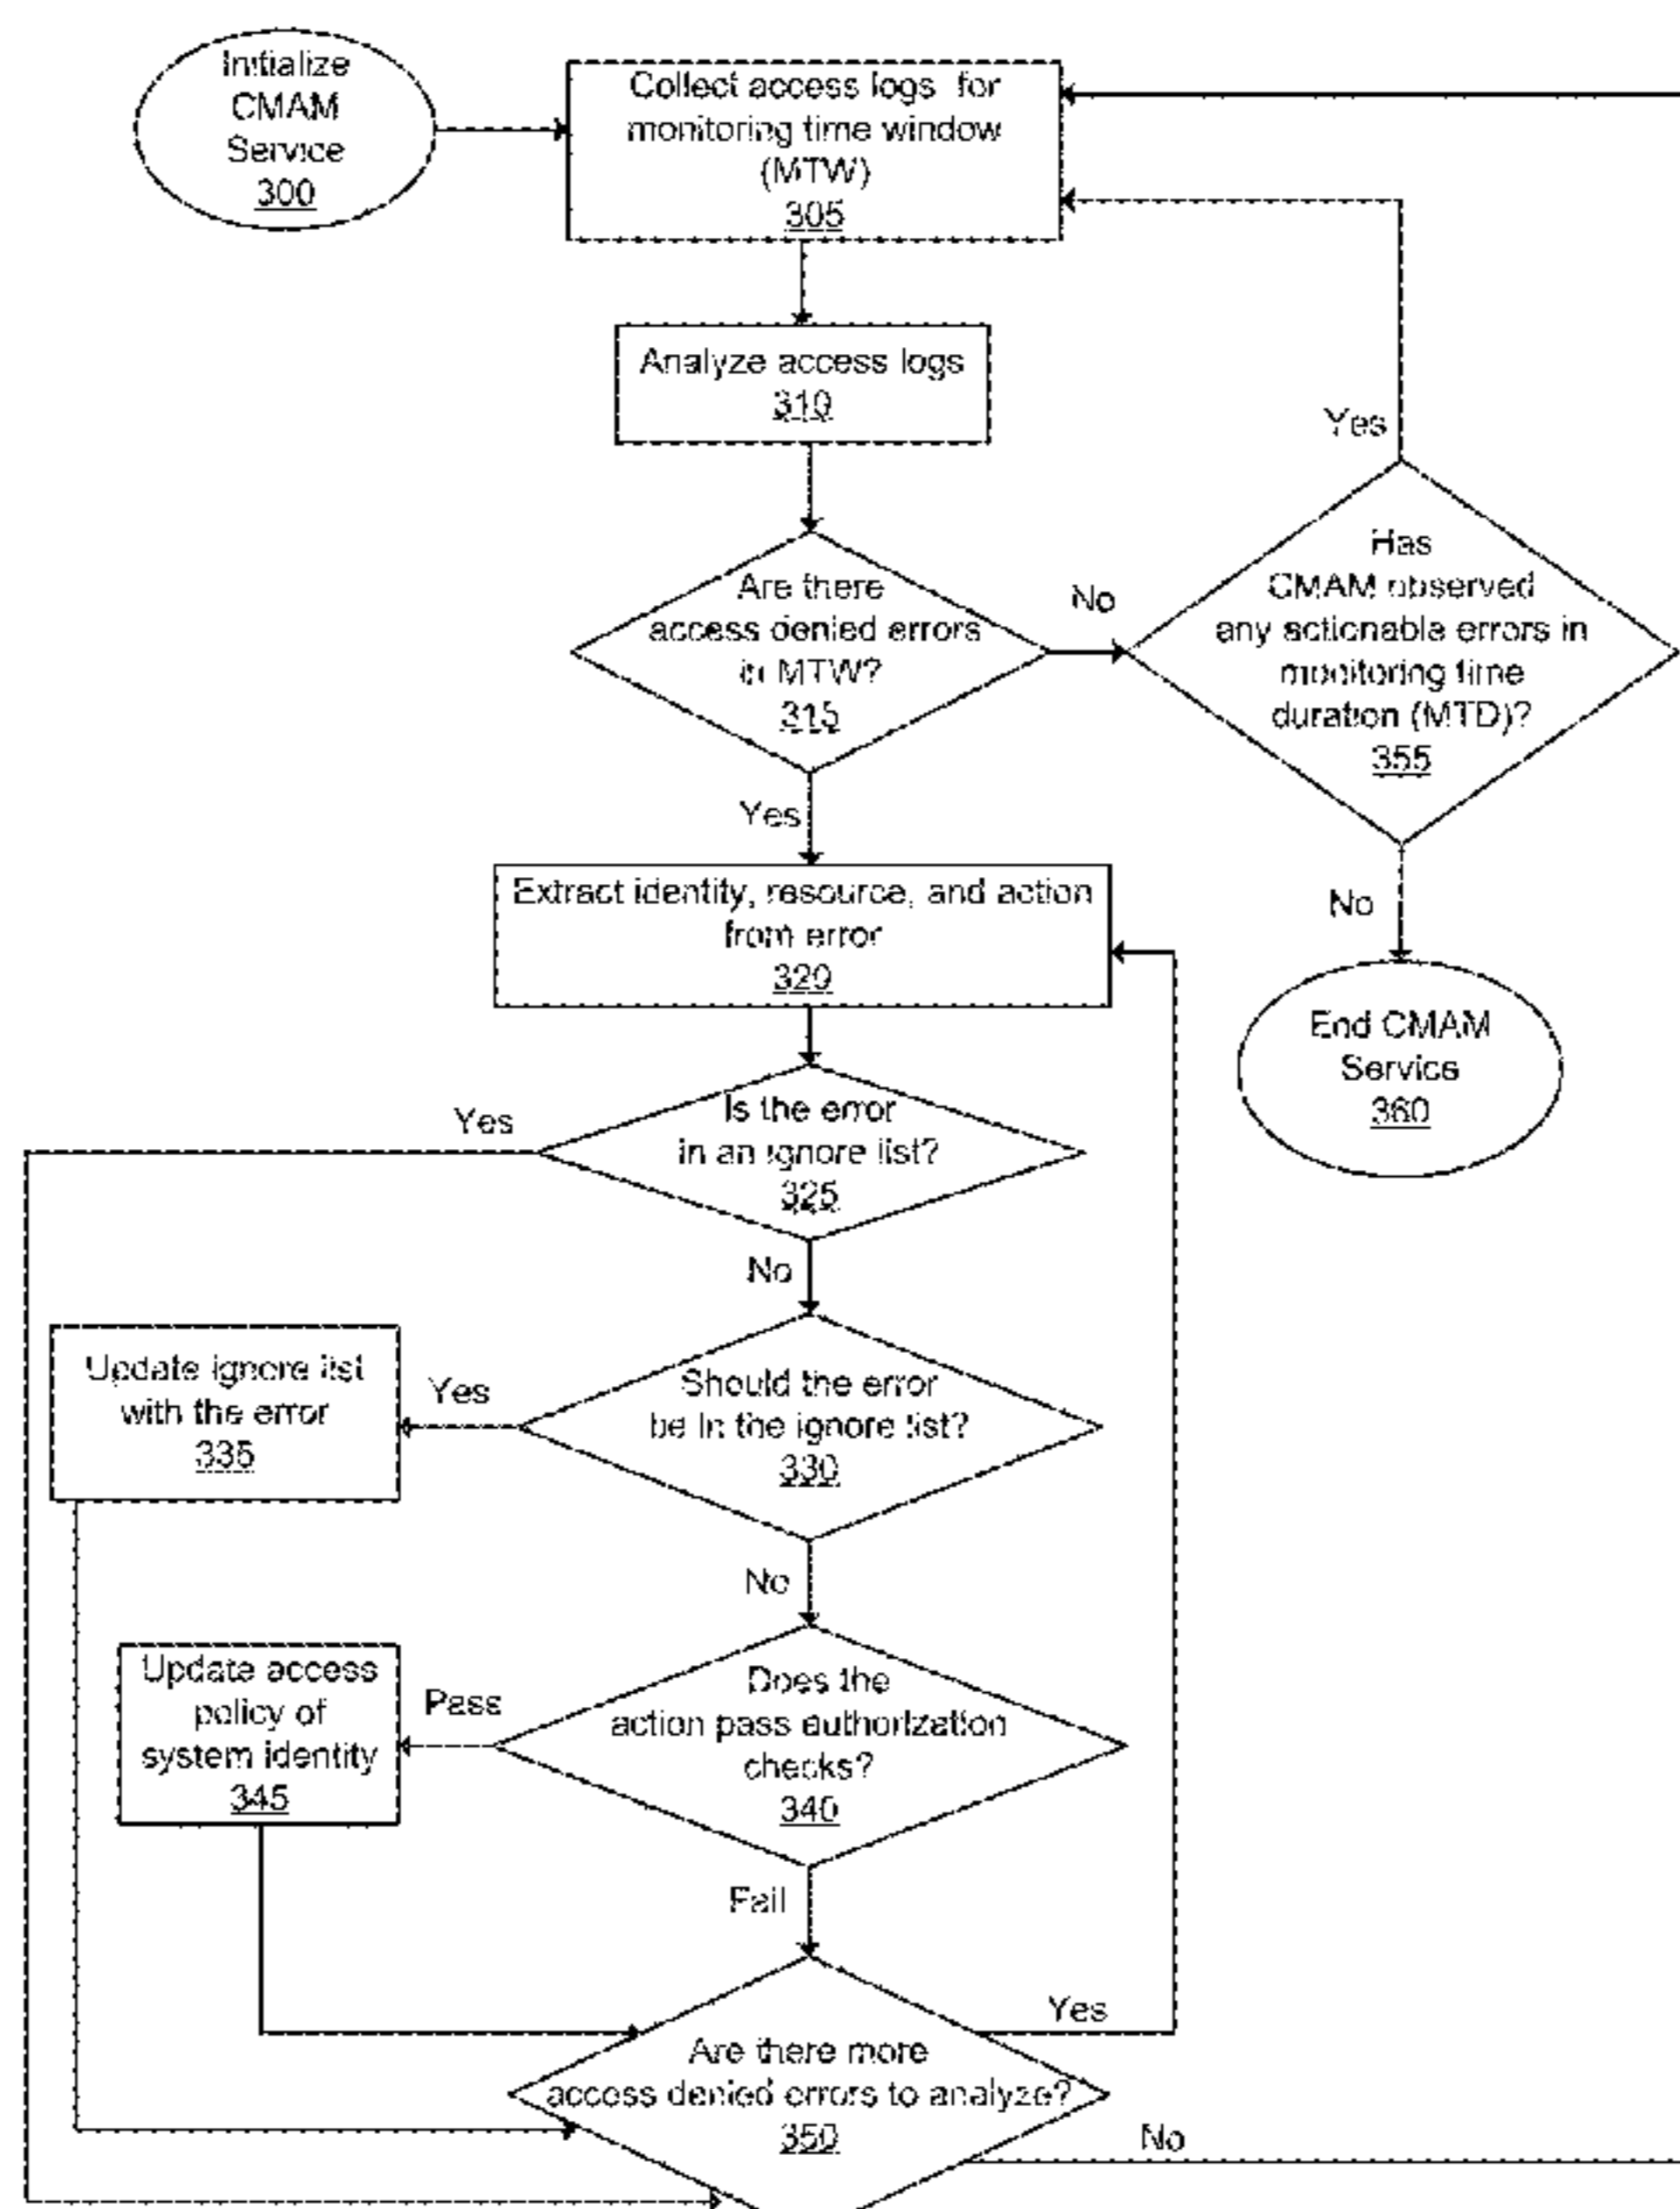 Initialize
CMAM
Service
300
Collect access logs for
monitoring time window
(MTW)
305
Analyze access logs
310
Are there
access denied errors
in MTW?
315
No
Yes
Has
CMAM observed
any actionable errors in
monitoring time
duration (MTD)?
355
Yes
No
End CMAM
Service
360
Extract identity, resource, and action
from error
320
Is the error
in an ignore list?
325
Yes
No
Should the error
be in the ignore list?
330
Yes
Update ignore list
with the error
335
No
Does the
action pass authorization
checks?
340
Pass
Update access
policy of
system identity
345
Fail
Are there more
access denied errors to analyze?
350
Yes
No